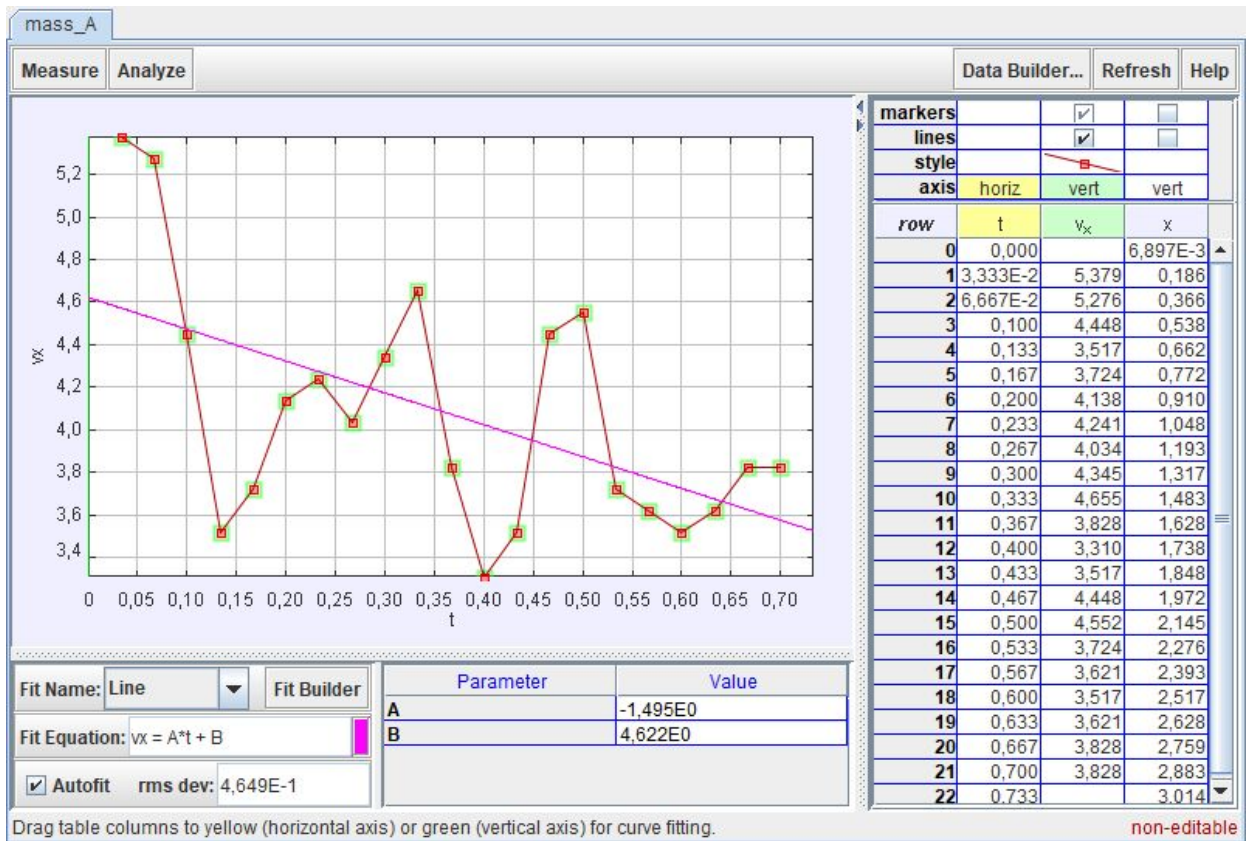 mass_A
Measure Analyze Data Builder... Refresh Help
5,2
5,0
4,8
4,6
4,4
4,2
4,0
3,8
3,6
3,4
vx
0 0,05 0,10 0,15 0,20 0,25 0,30 0,35 0,40 0,45 0,50 0,55 0,60 0,65 0,70
t
markers
lines
style
axis horiz vert vert
row t vx x
0 0,000 6,897E-3
1 3,333E-2 5,379 0,186
2 6,667E-2 5,276 0,366
3 0,100 4,448 0,538
4 0,133 3,517 0,662
5 0,167 3,724 0,772
6 0,200 4,138 0,910
7 0,233 4,241 1,048
8 0,267 4,034 1,193
9 0,300 4,345 1,317
10 0,333 4,655 1,483
11 0,367 3,828 1,628
12 0,400 3,310 1,738
13 0,433 3,517 1,848
14 0,467 4,448 1,972
15 0,500 4,552 2,145
16 0,533 3,724 2,276
17 0,567 3,621 2,393
18 0,600 3,517 2,517
19 0,633 3,621 2,628
20 0,667 3,828 2,759
21 0,700 3,828 2,883
22 0,733 3,014
Fit Name: Line Fit Builder
Fit Equation: vx = A*t + B
Autofit rms dev: 4,649E-1
Parameter Value
A -1,495E0
B 4,622E0
Drag table columns to yellow (horizontal axis) or green (vertical axis) for curve fitting. non-editable